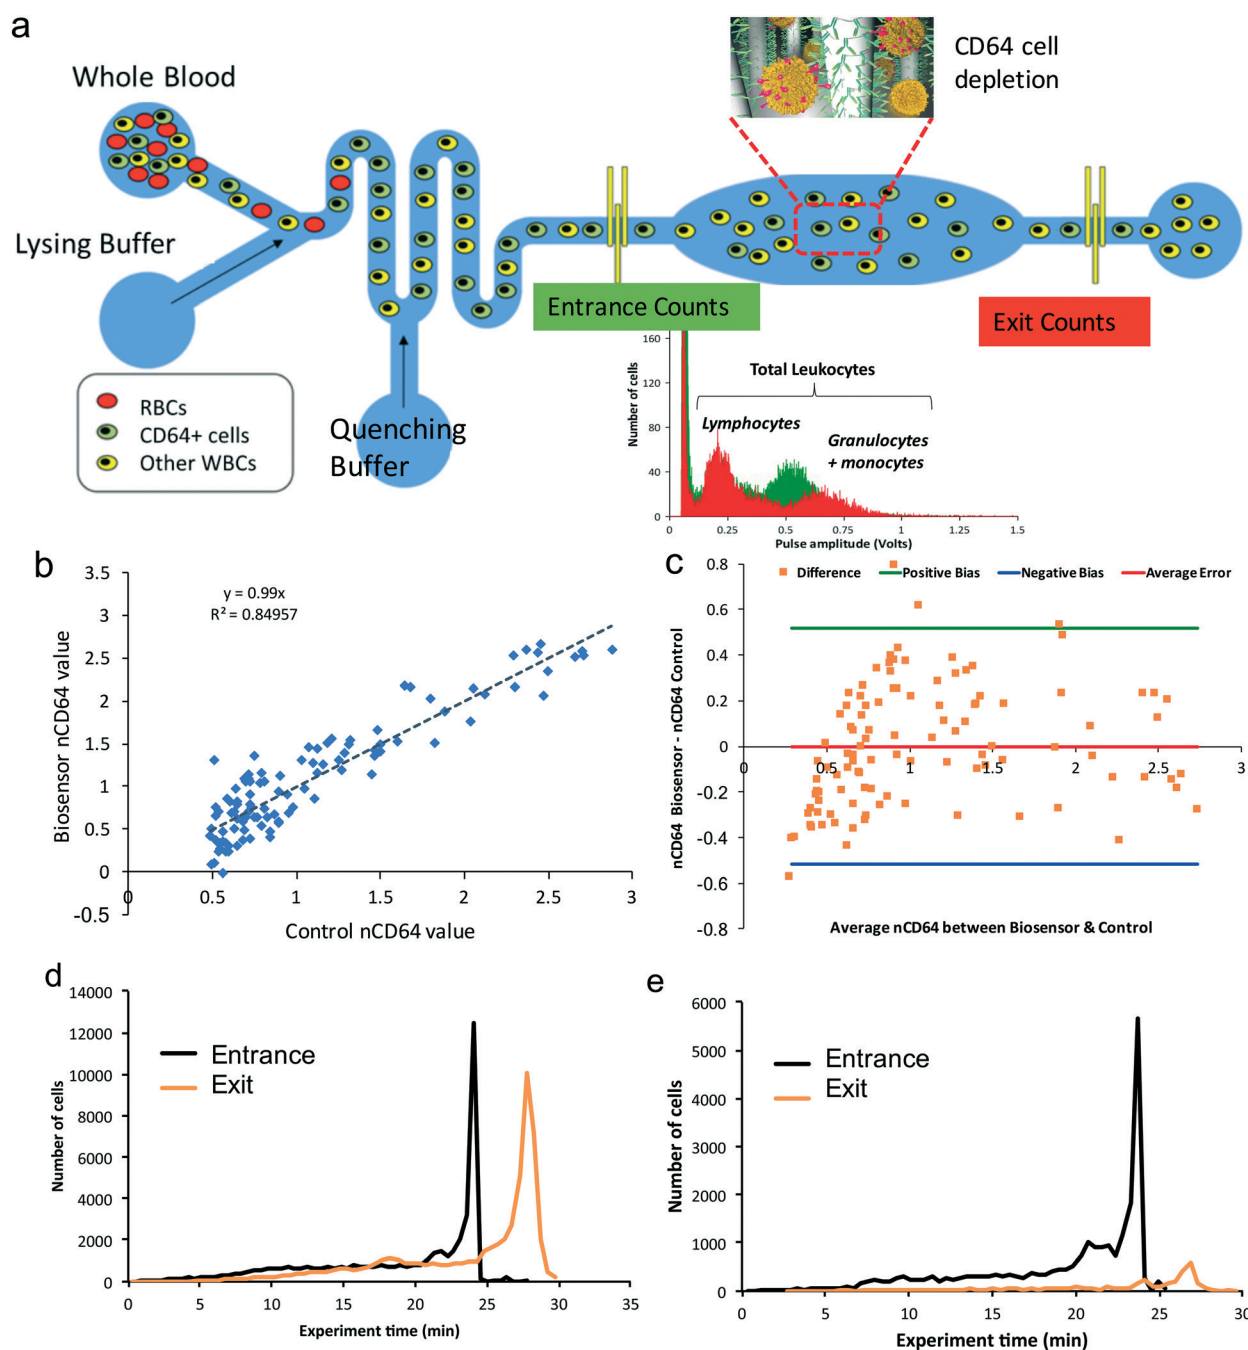 a
Whole Blood
CD64 cell
depletion
Lysing Buffer
Entrance Counts
Exit Counts
RBCs
CD64+ cells
Other WBCs
Quenching
Buffer
Number of cells
160
120
80
40
0
Total Leukocytes
Lymphocytes
Granulocytes
+ monocytes
0 0.25 0.5 0.75 1 1.25 1.5
Pulse amplitude (Volts)
b
Biosensor nCD64 value
3.5
3
2.5
2
1.5
1
0.5
0
-0.5
y = 0.99x
R² = 0.84957
0 0.5 1 1.5 2 2.5 3
Control nCD64 value
c
nCD64 Biosensor - nCD64 Control
0.8
0.6
0.4
0.2
0
-0.2
-0.4
-0.6
-0.8
Difference Positive Bias Negative Bias Average Error
0 0.5 1 1.5 2 2.5 3
Average nCD64 between Biosensor & Control
d
Number of cells
14000
12000
10000
8000
6000
4000
2000
0
Entrance
Exit
0 5 10 15 20 25 30 35
Experiment time (min)
e
Number of cells
6000
5000
4000
3000
2000
1000
0
Entrance
Exit
0 5 10 15 20 25 30
Experiment time (min)